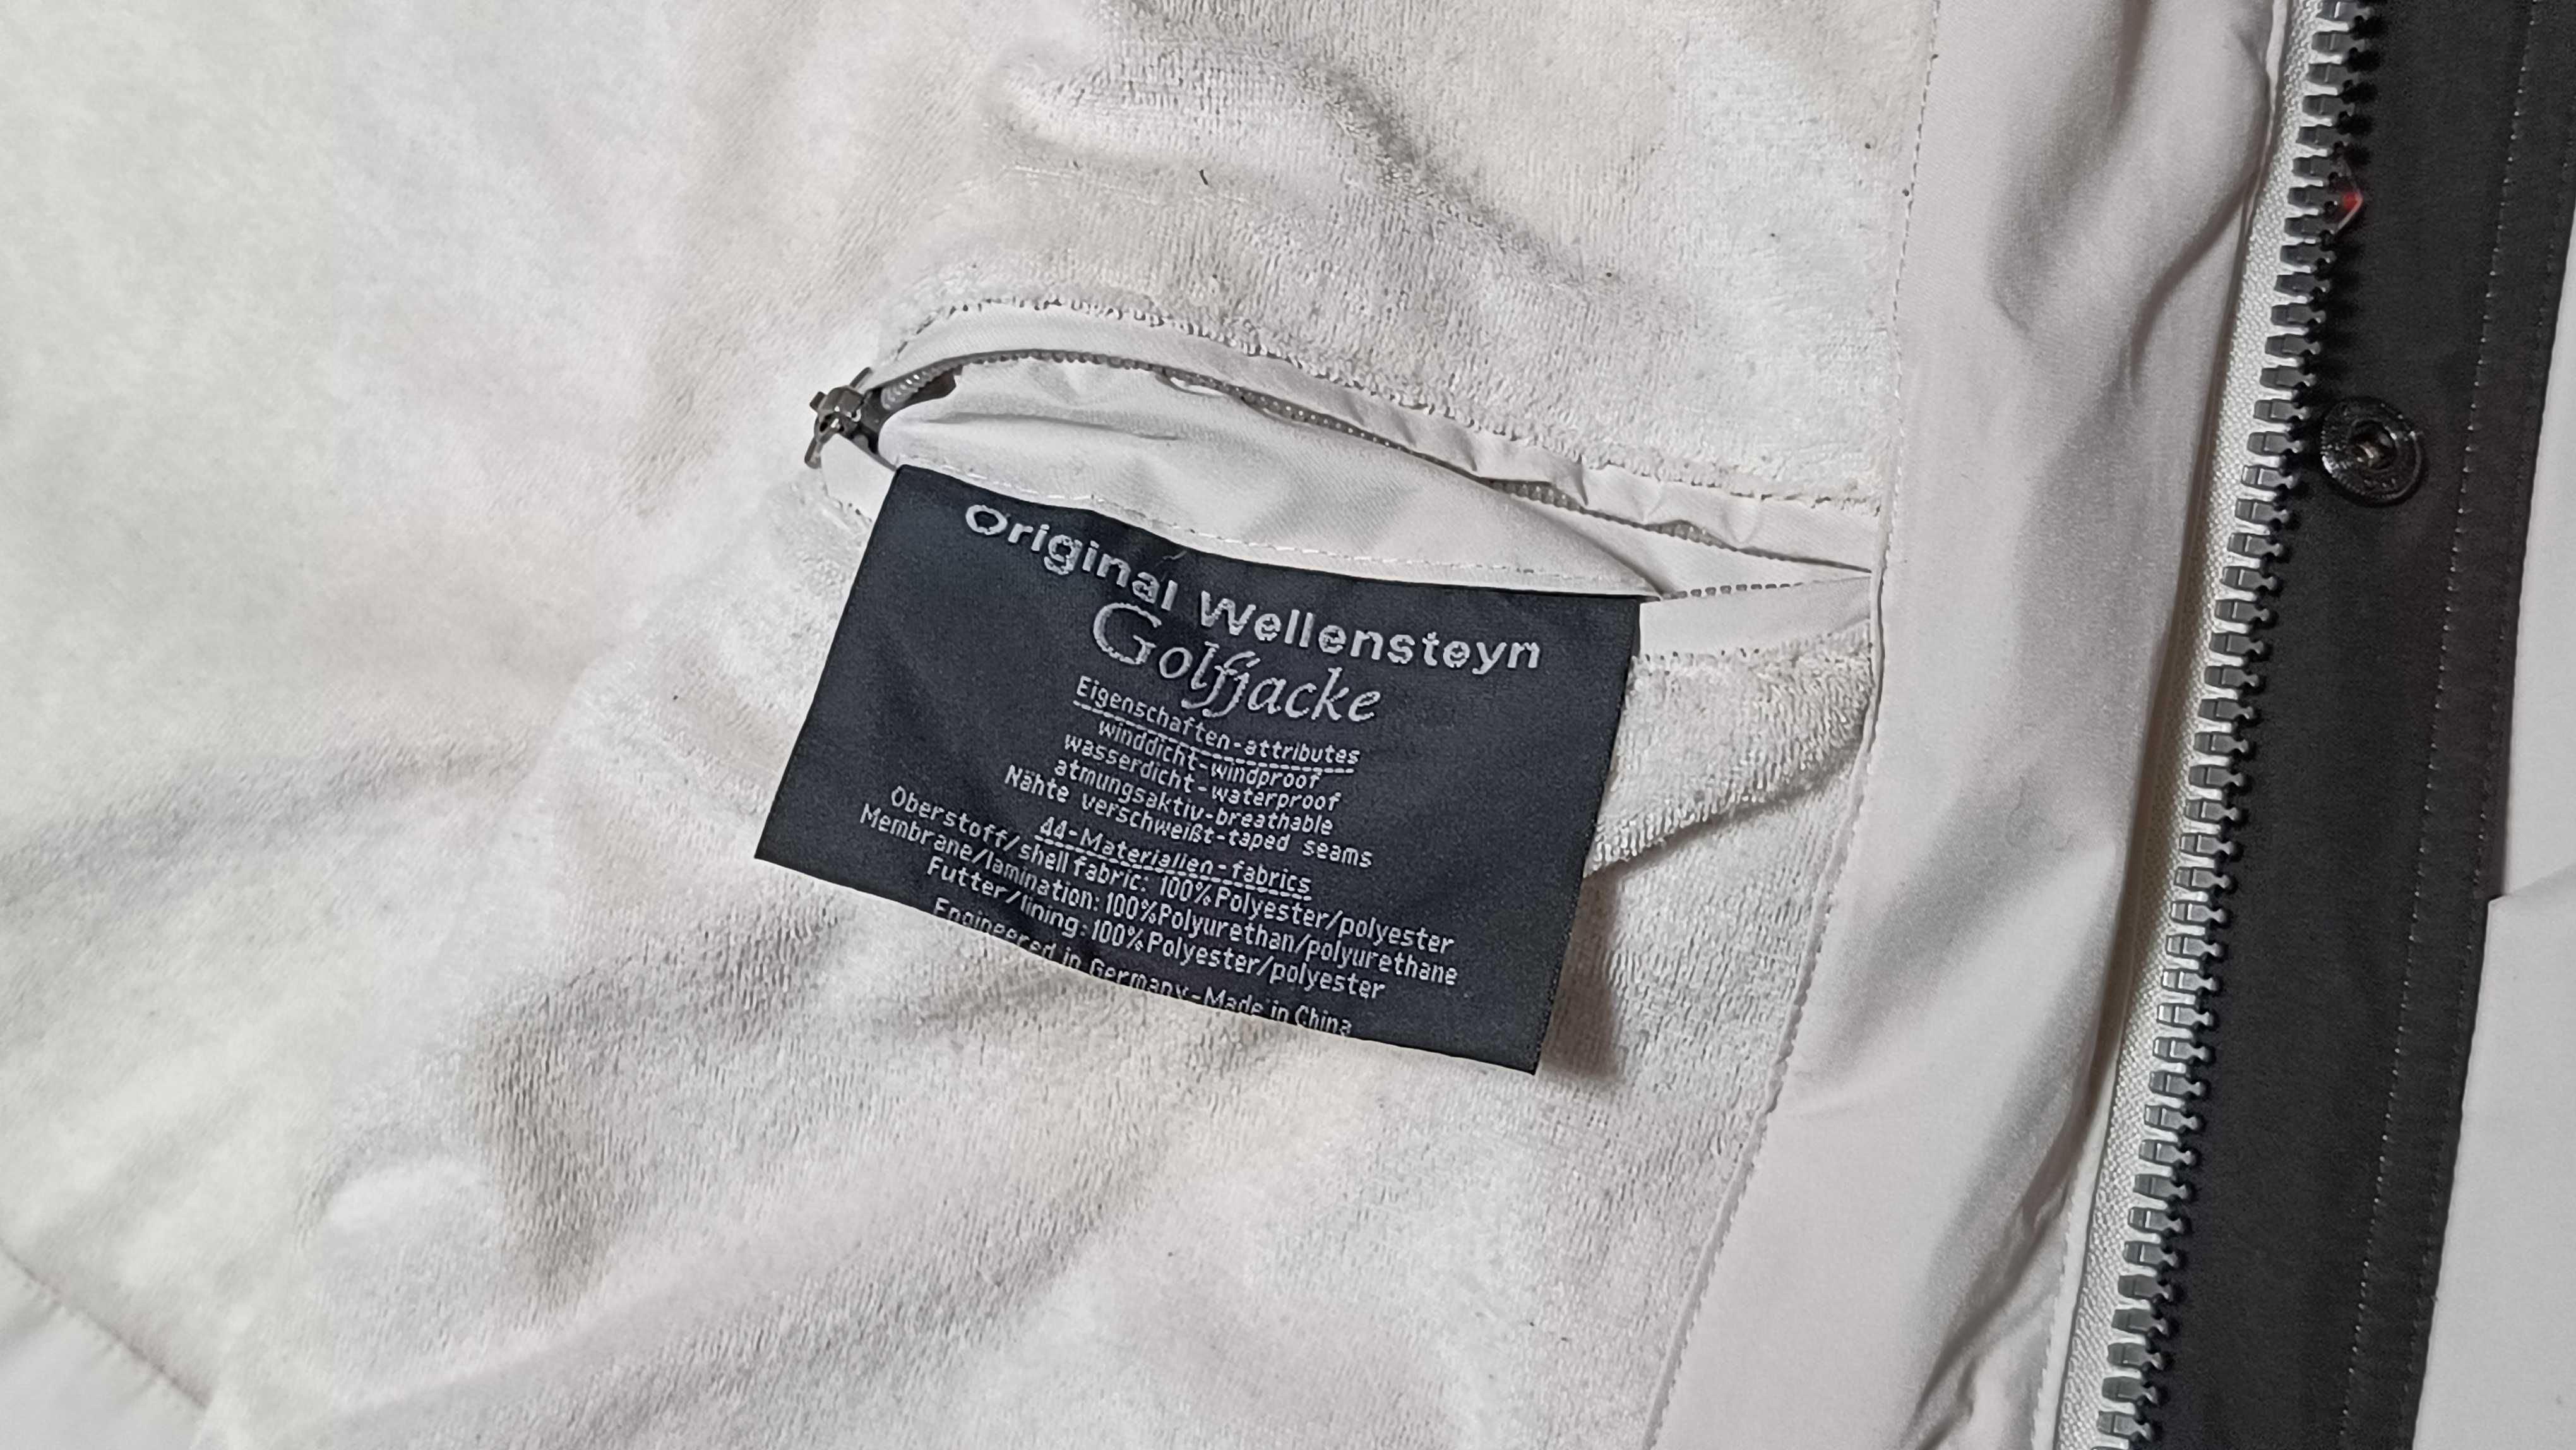 Original Wellensteyn
Golfjacke
Eigenschaften-attributes
winddicht-windproof
wasserdicht-waterproof
atmungsaktiv-breathable
Nähte verschweißt-taped seams
44-Materialien-fabrics
Oberstoff/shell fabric: 100%Polyester/polyester
Membrane/lamination: 100%Polyurethan/polyurethane
Futter/lining: 100%Polyester/polyester
Engineered in Germany-Made in China